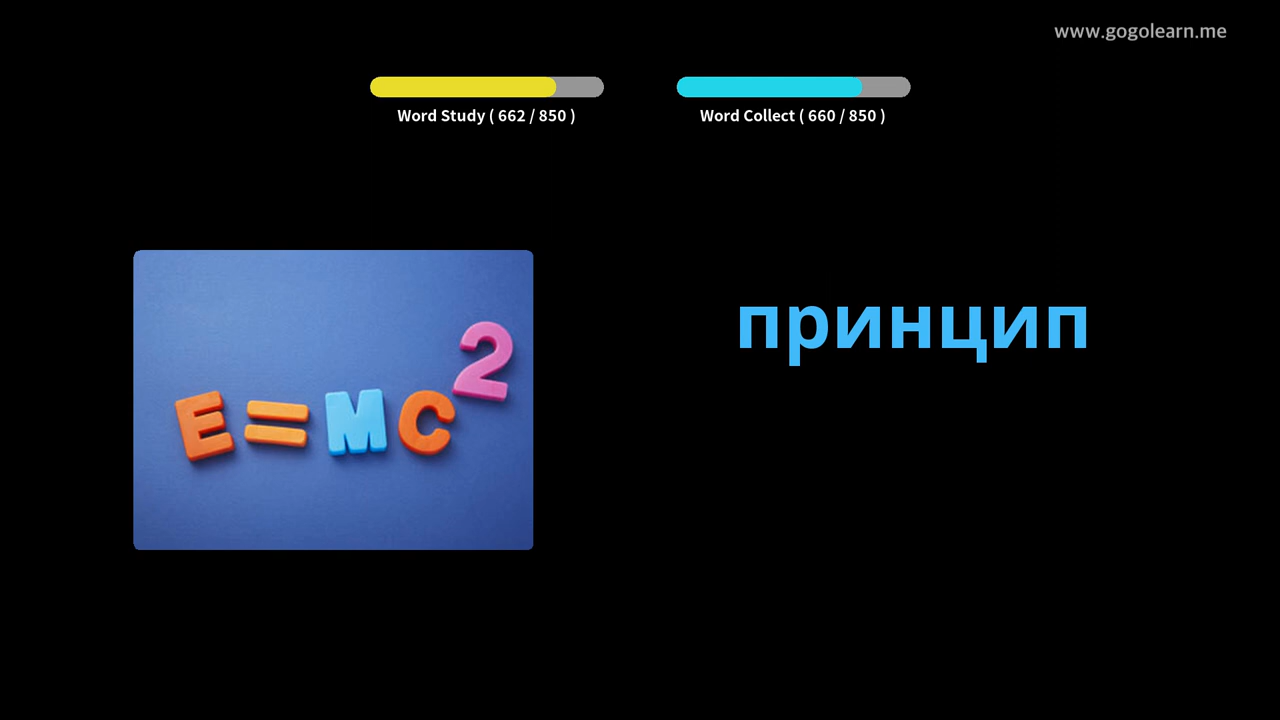 www.gogolearn.me
Word Study ( 662 / 850 )
Word Collect ( 660 / 850 )
принцип
E=MC²